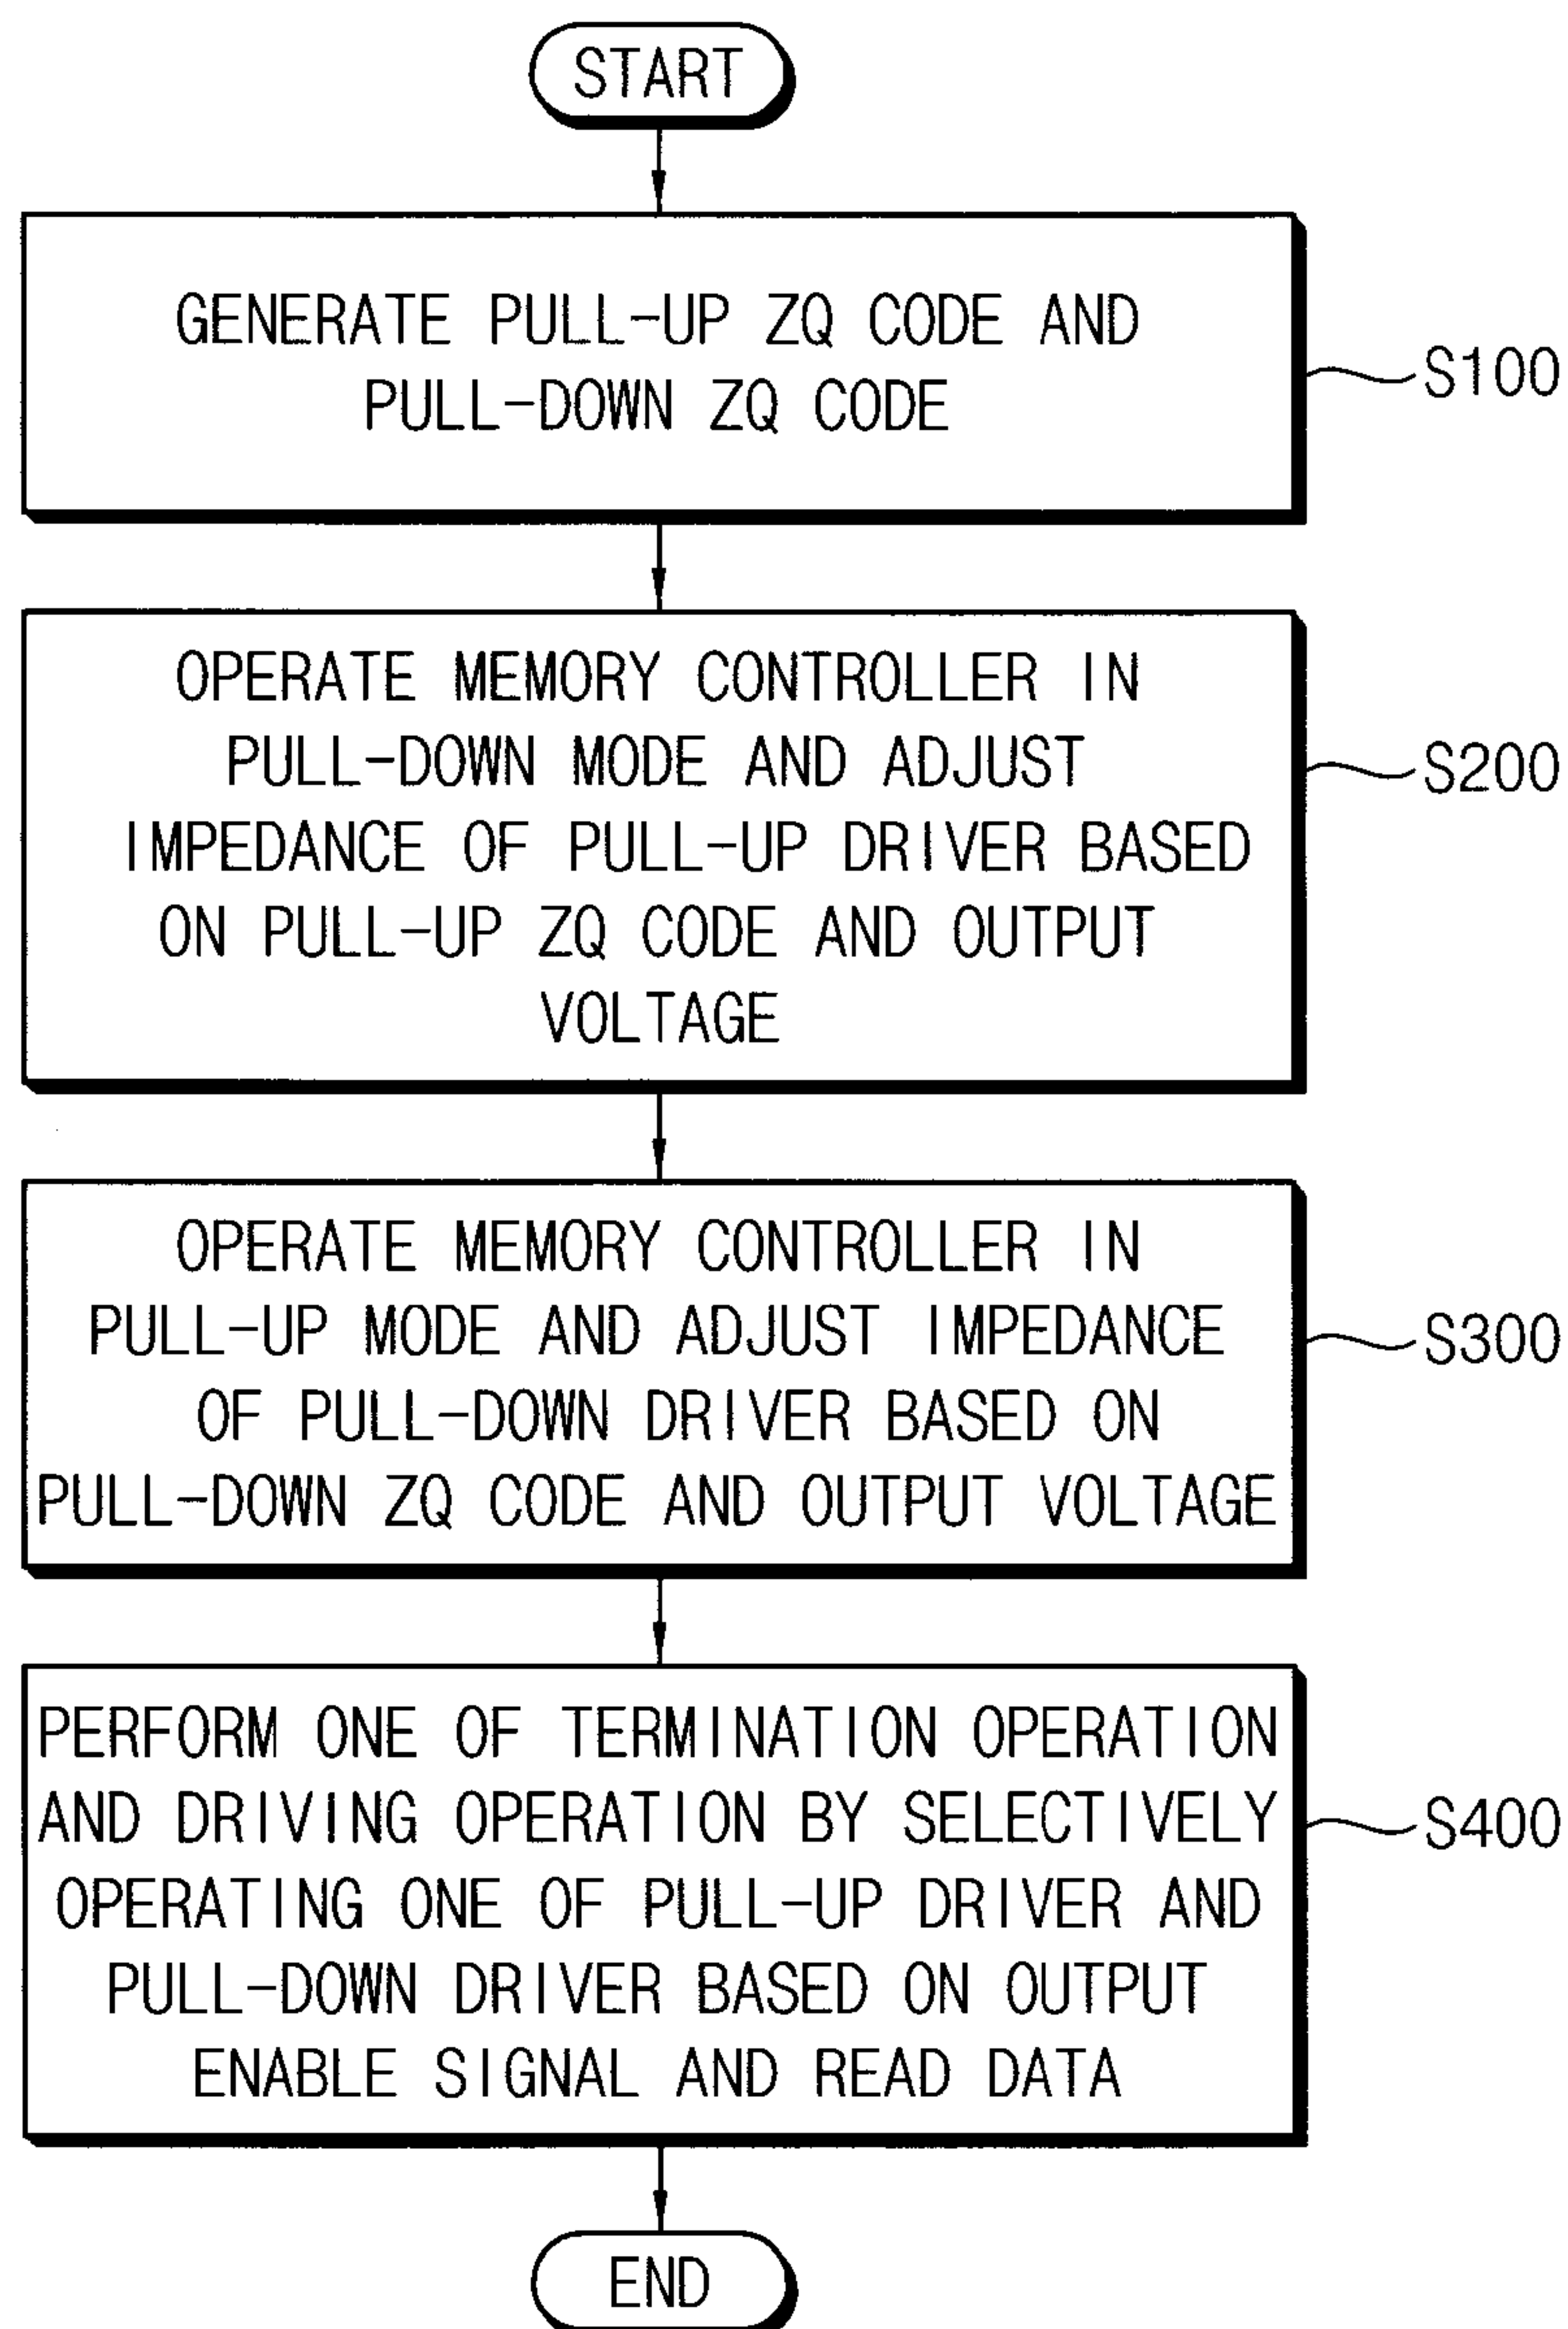 START
GENERATE PULL-UP ZQ CODE AND
PULL-DOWN ZQ CODE
S100
OPERATE MEMORY CONTROLLER IN
PULL-DOWN MODE AND ADJUST
IMPEDANCE OF PULL-UP DRIVER BASED
ON PULL-UP ZQ CODE AND OUTPUT
VOLTAGE
S200
OPERATE MEMORY CONTROLLER IN
PULL-UP MODE AND ADJUST IMPEDANCE
OF PULL-DOWN DRIVER BASED ON
PULL-DOWN ZQ CODE AND OUTPUT VOLTAGE
S300
PERFORM ONE OF TERMINATION OPERATION
AND DRIVING OPERATION BY SELECTIVELY
OPERATING ONE OF PULL-UP DRIVER AND
PULL-DOWN DRIVER BASED ON OUTPUT
ENABLE SIGNAL AND READ DATA
S400
END